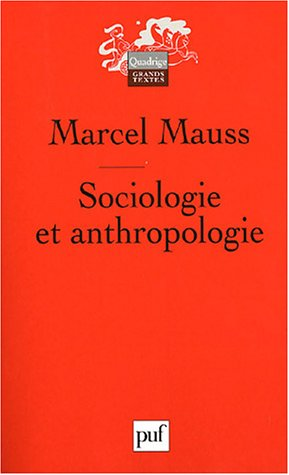 Quadrige
GRANDS
TEXTES
Marcel Mauss
Sociologie
et anthropologie
puf